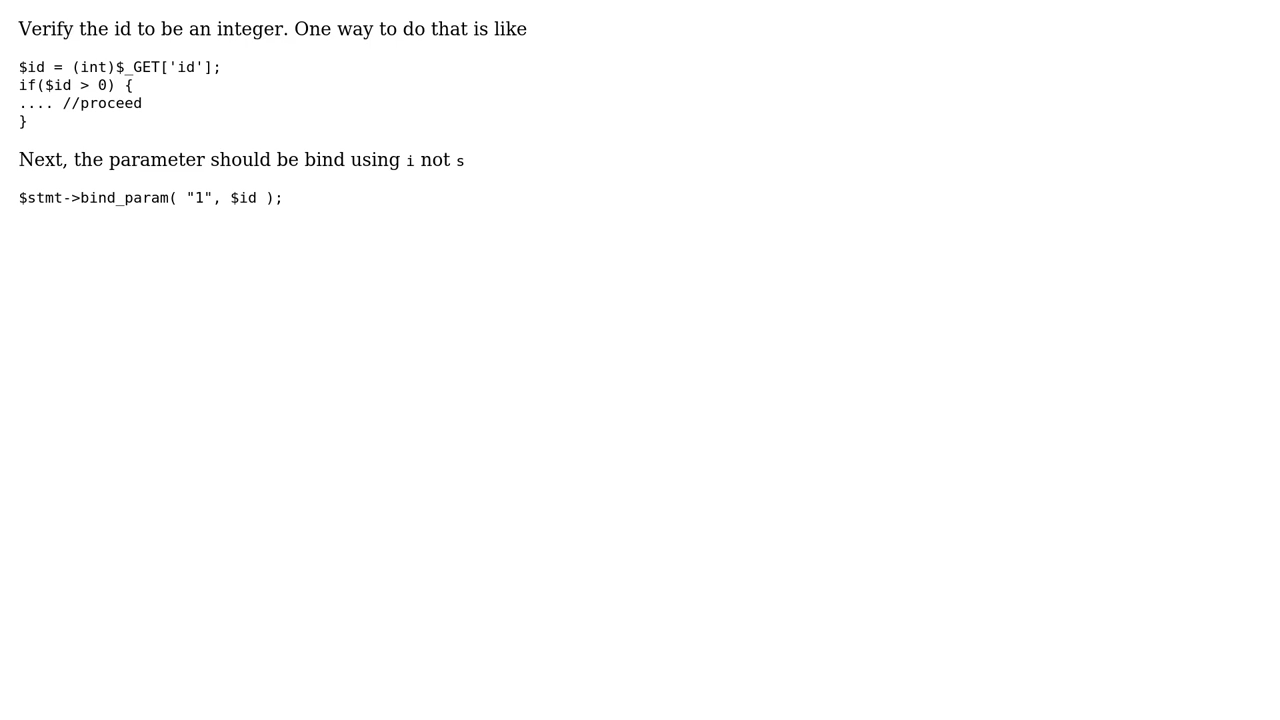 Verify the id to be an integer. One way to do that is like
$id = (int)$_GET['id'];
if($id > 0) {
.... //proceed
}
Next, the parameter should be bind using i not s
$stmt->bind_param( "1", $id );